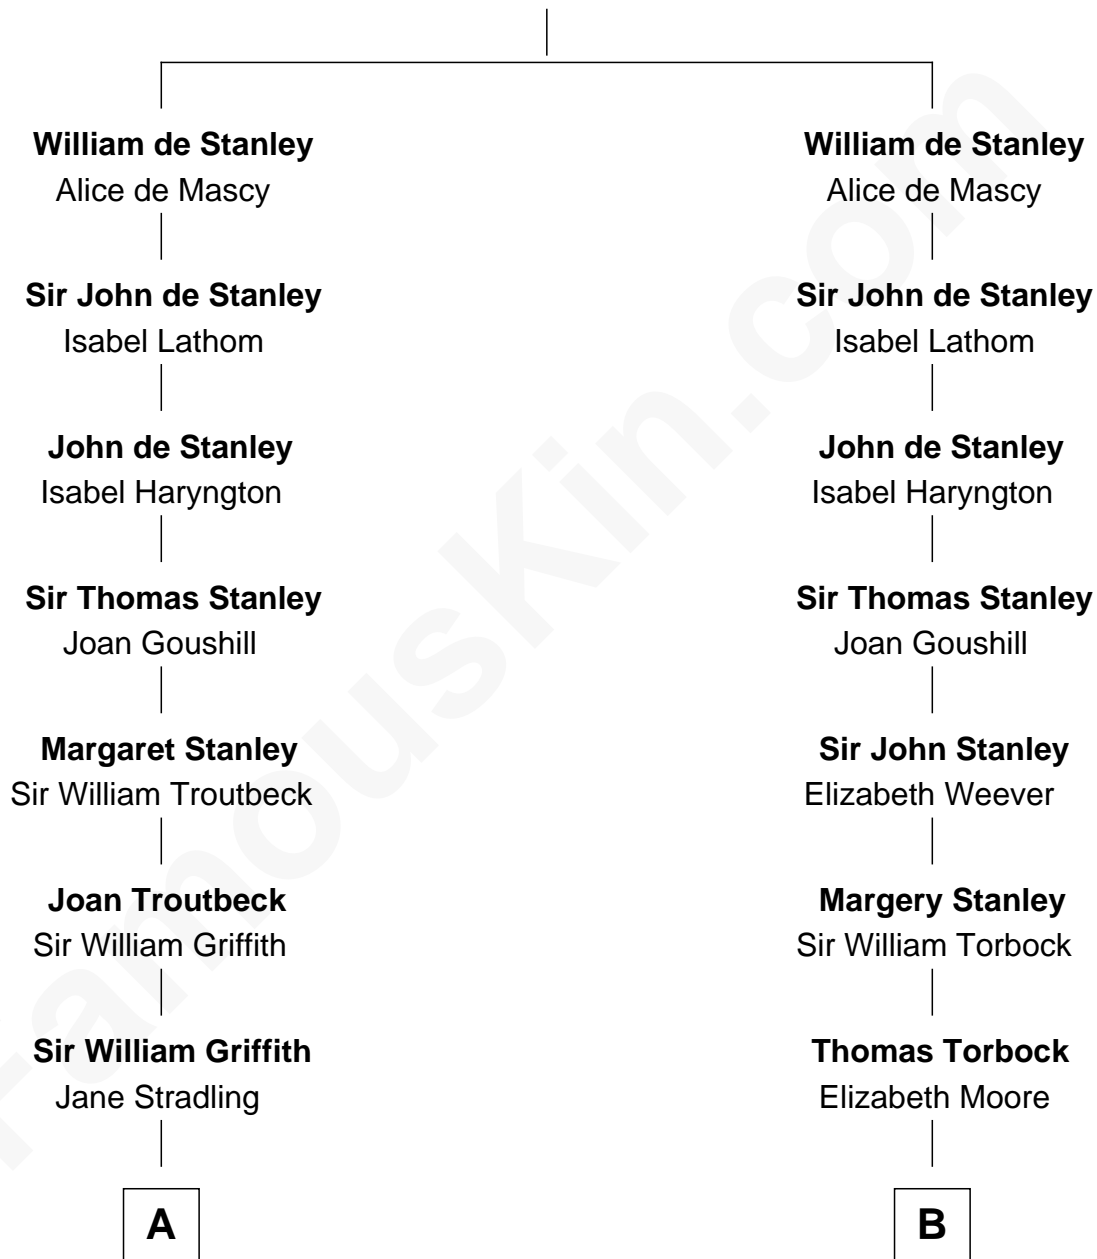 William de Stanley
Alice de Mascy
Sir John de Stanley
Isabel Lathom
John de Stanley
Isabel Haryngton
Sir Thomas Stanley
Joan Goushill
Margaret Stanley
Sir William Troutbeck
Joan Troutbeck
Sir William Griffith
Sir William Griffith
Jane Stradling
A
William de Stanley
Alice de Mascy
Sir John de Stanley
Isabel Lathom
John de Stanley
Isabel Haryngton
Sir Thomas Stanley
Joan Goushill
Sir John Stanley
Elizabeth Weever
Margery Stanley
Sir William Torbock
Thomas Torbock
Elizabeth Moore
B
FamousKin.com